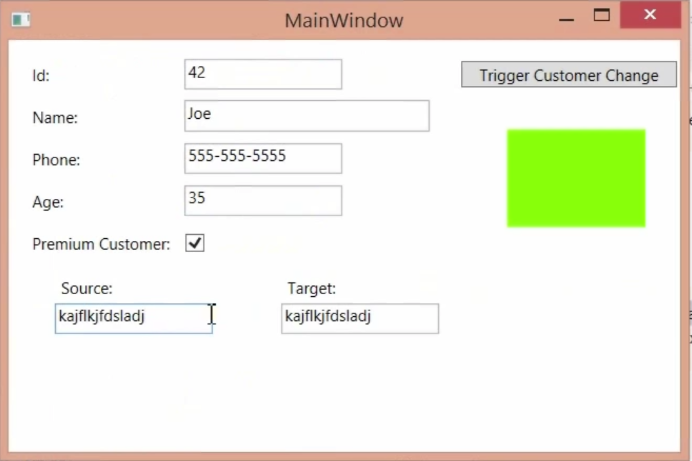 MainWindow
Id: 42 Trigger Customer Change
Name: Joe
Phone: 555-555-5555
Age: 35
Premium Customer:
Source: Target:
kajflkjfdsladj kajflkjfdsladj